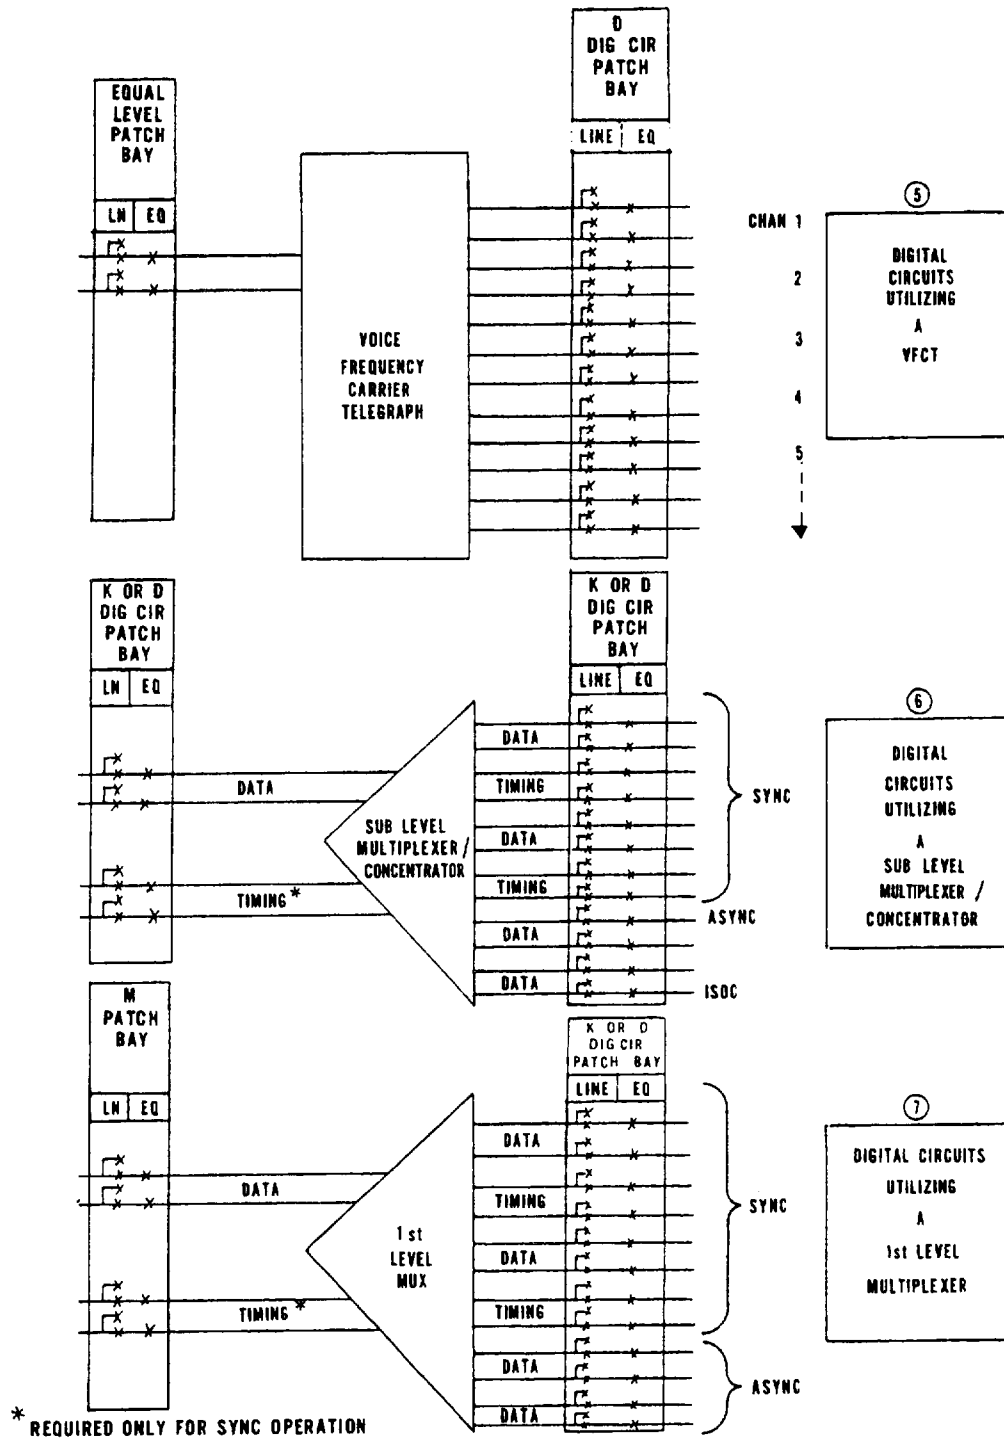 D
DIG CIR
PATCH
BAY
LINE EQ
EQUAL
LEVEL
PATCH
BAY
LN EQ
VOICE
FREQUENCY
CARRIER
TELEGRAPH
CHAN 1
2
3
4
5
5
DIGITAL
CIRCUITS
UTILIZING
A
VFCT
K OR D
DIG CIR
PATCH
BAY
LN EQ
DATA
TIMING *
SUB LEVEL
MULTIPLEXER /
CONCENTRATOR
DATA
TIMING
DATA
TIMING
DATA
DATA
K OR D
DIG CIR
PATCH
BAY
LINE EQ
SYNC
ASYNC
ISOC
6
DIGITAL
CIRCUITS
UTILIZING
A
SUB LEVEL
MULTIPLEXER /
CONCENTRATOR
M
PATCH
BAY
LN EQ
DATA
TIMING *
1st
LEVEL
MUX
DATA
TIMING
DATA
TIMING
DATA
DATA
K OR D
DIG CIR
PATCH BAY
LINE EQ
SYNC
ASYNC
7
DIGITAL CIRCUITS
UTILIZING
A
1st LEVEL
MULTIPLEXER
* REQUIRED ONLY FOR SYNC OPERATION